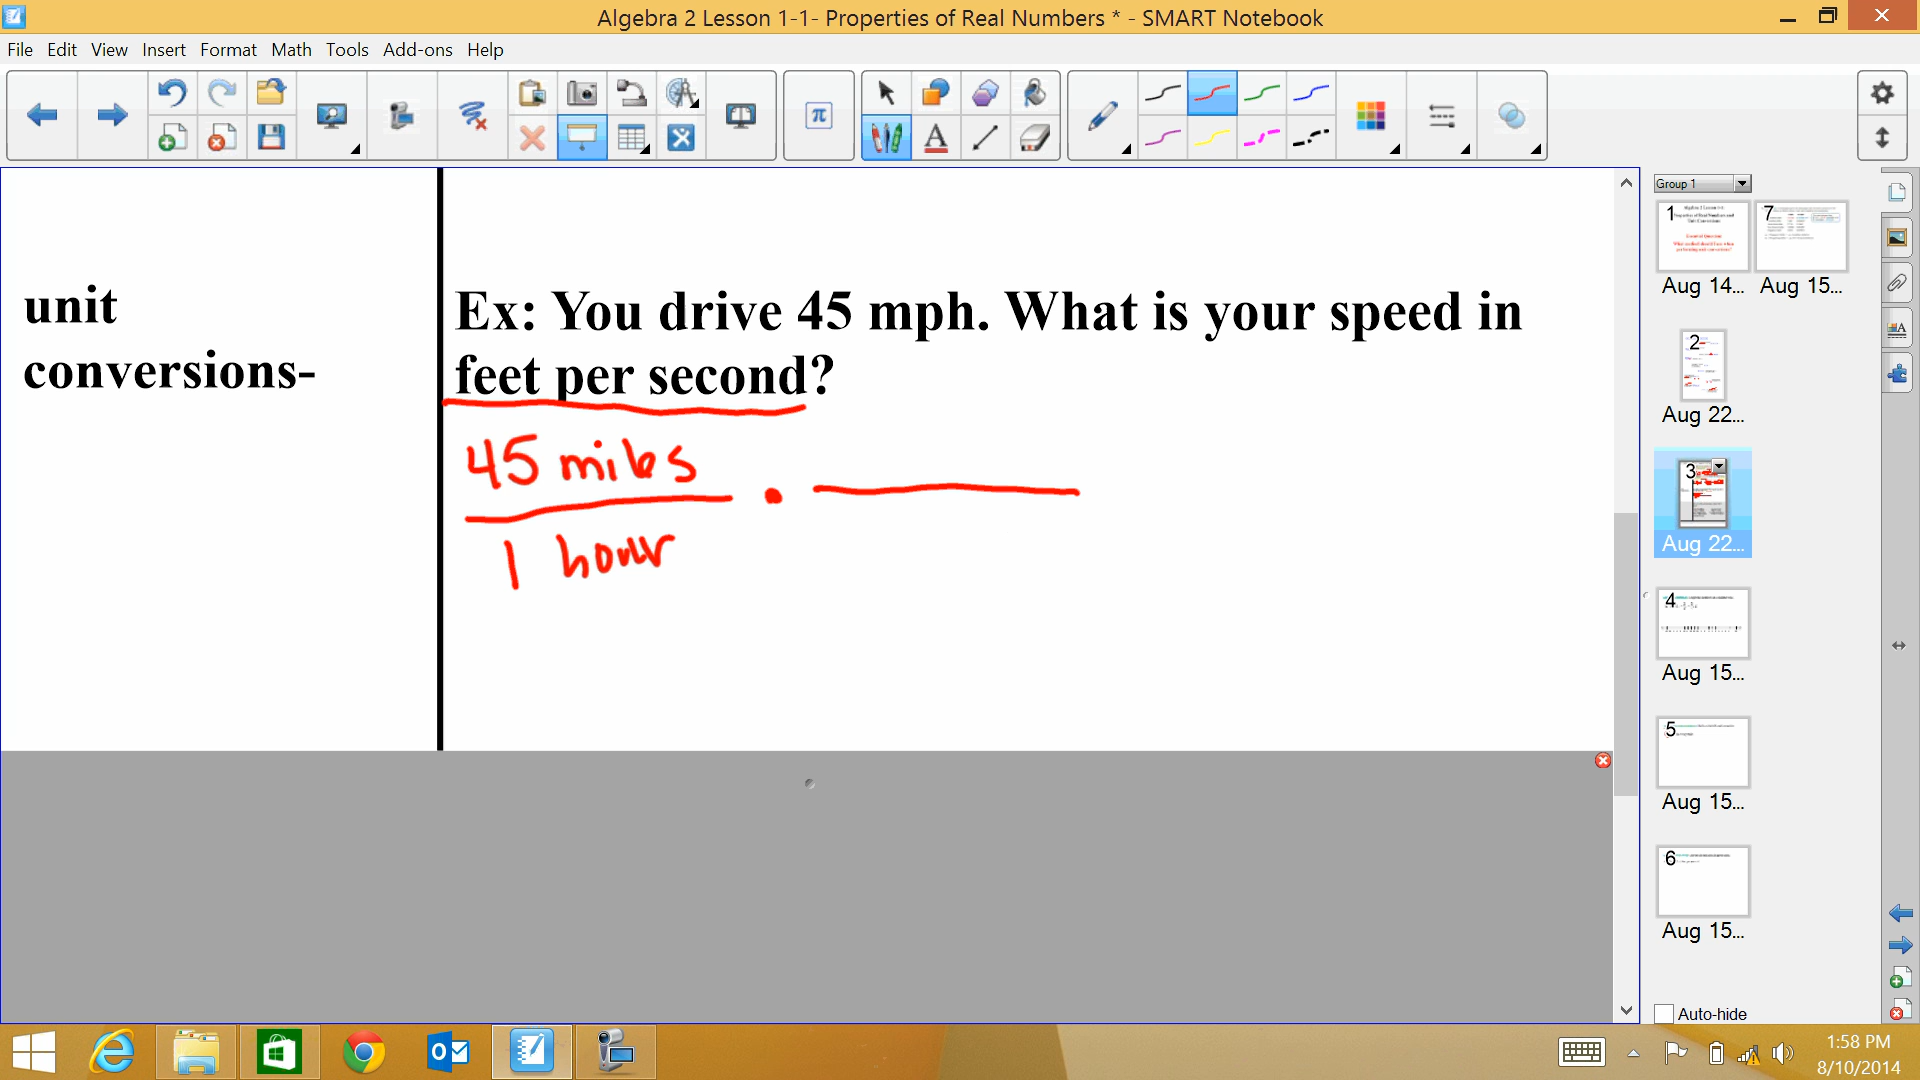 Algebra 2 Lesson 1-1- Properties of Real Numbers * - SMART Notebook
File Edit View Insert Format Math Tools Add-ons Help
π
A
Group 1
unit
conversions-
Ex: You drive 45 mph. What is your speed in
feet per second?
45 miles
1 hour
1
Aug 14...
7
Aug 15...
2
Aug 22...
3
Aug 22...
4
Aug 15...
5
Aug 15...
6
Aug 15...
Auto-hide
1:58 PM
8/10/2014